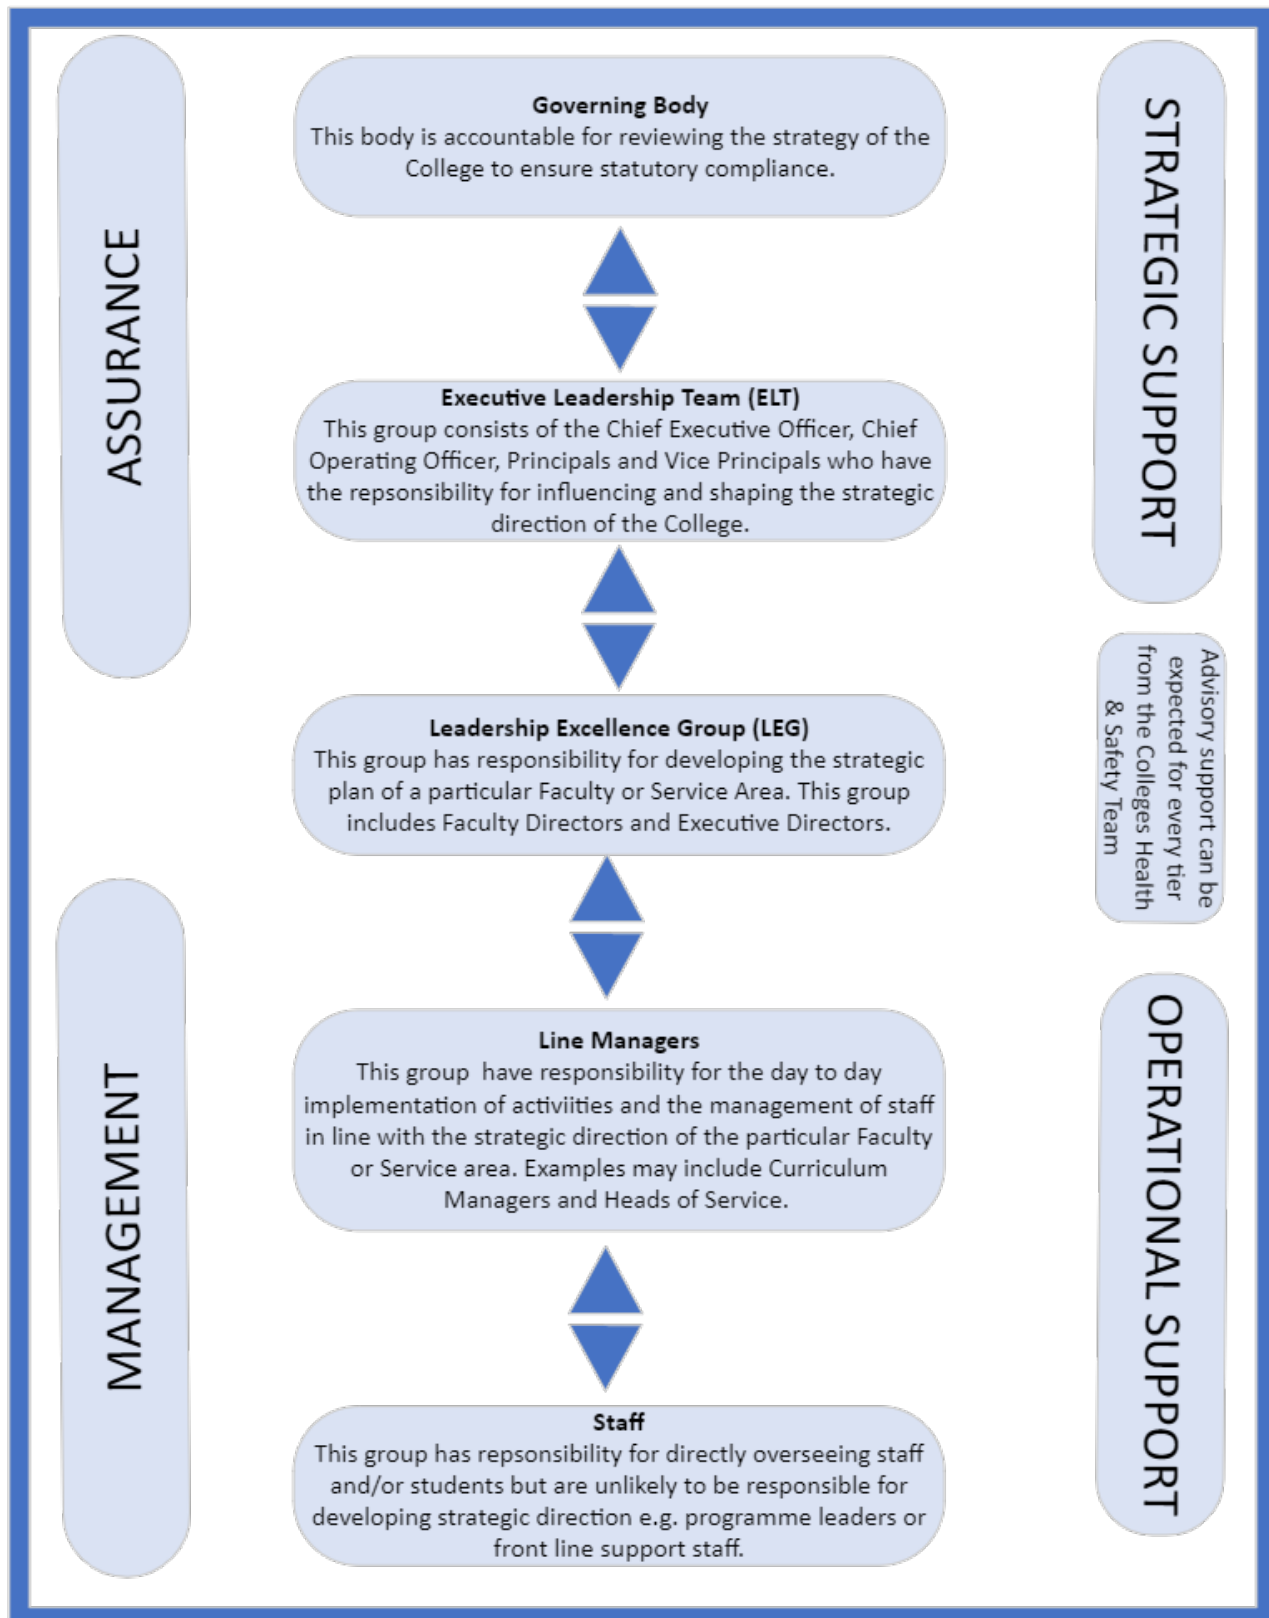 ASSURANCE
MANAGEMENT
Governing Body
This body is accountable for reviewing the strategy of the
College to ensure statutory compliance.
Executive Leadership Team (ELT)
This group consists of the Chief Executive Officer, Chief
Operating Officer, Principals and Vice Principals who have
the repsonsibility for influencing and shaping the strategic
direction of the College.
Leadership Excellence Group (LEG)
This group has responsibility for developing the strategic
plan of a particular Faculty or Service Area. This group
includes Faculty Directors and Executive Directors.
Line Managers
This group  have responsibility for the day to day
implementation of activiities and the management of staff
in line with the strategic direction of the particular Faculty
or Service area. Examples may include Curriculum
Managers and Heads of Service.
Staff
This group has repsonsibility for directly overseeing staff
and/or students but are unlikely to be responsible for
developing strategic direction e.g. programme leaders or
front line support staff.
STRATEGIC SUPPORT
Advisory support can be
expected for every tier
from the Colleges Health
& Safety Team
OPERATIONAL SUPPORT